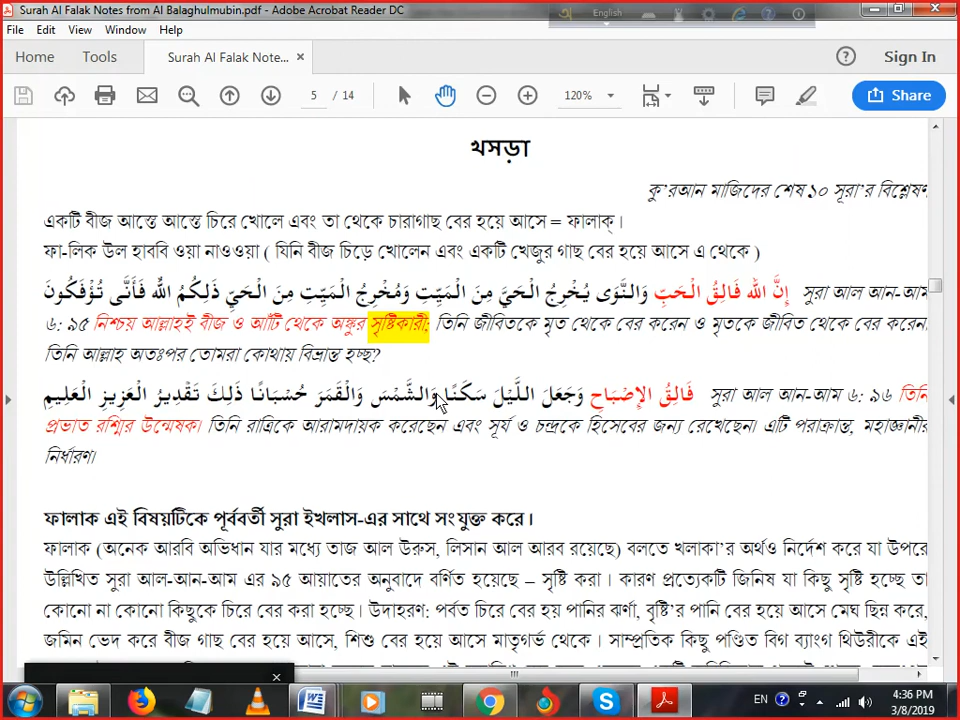 Surah Al Falak Notes from Al Balaghulmubin.pdf - Adobe Acrobat Reader DC
English
File Edit View Window Help
Home Tools Surah Al Falak Note... × Sign In
5 / 14 120% Share
খসড়া
কু'রআন মাজিদের শেষ ১০ সূরা'র বিশ্লেষণ
একটি বীজ আস্তে আস্তে চিরে খোলে এবং তা থেকে চারাগাছ বের হয়ে আসে = ফালাক্।
ফা-লিক উল হাববি ওয়া নাওওয়া ( যিনি বীজ চিড়ে খোলেন এবং একটি খেজুর গাছ বের হয়ে আসে এ থেকে )
সুরা আল আন-আম إِنَّ اللّٰهَ فَالِقُ الْحَبِّ وَالنَّوَى يُخْرِجُ الْحَيَّ مِنَ الْمَيِّتِ وَمُخْرِجُ الْمَيِّتِ مِنَ الْحَيِّ ذَلِكُمُ اللّٰهُ فَأَنَّى تُؤْفَكُونَ
৬: ৯৫ নিশ্চয় আল্লাহই বীজ ও আঁটি থেকে অঙ্কুর সৃষ্টিকারী; তিনি জীবিতকে মৃত থেকে বের করেন ও মৃতকে জীবিত থেকে বের করেন
তিনি আল্লাহ অতঃপর তোমরা কোথায় বিভ্রান্ত হচ্ছ?
সুরা আল আন-আম ৬: ৯৬ তিনি فَالِقُ الإِصْبَاحِ وَجَعَلَ اللَّيْلَ سَكَنًا وَالشَّمْسَ وَالْقَمَرَ حُسْبَانًا ذَلِكَ تَقْدِيرُ الْعَزِيزِ الْعَلِيمِ
প্রভাত রশ্মির উন্মেষক। তিনি রাত্রিকে আরামদায়ক করেছেন এবং সূর্য ও চন্দ্রকে হিসেবের জন্য রেখেছেন। এটি পরাক্রান্ত, মহাজ্ঞানীর
নির্ধারণ।
ফালাক এই বিষয়টিকে পূর্ববর্তী সুরা ইখলাস-এর সাথে সংযুক্ত করে।
ফালাক (অনেক আরবি অভিধান যার মধ্যে তাজ আল উরুস, লিসান আল আরব রয়েছে) বলতে খলাকা'র অর্থও নির্দেশ করে যা উপরে
উল্লিখিত সুরা আল-আন-আম এর ৯৫ আয়াতের অনুবাদে বর্ণিত হয়েছে – সৃষ্টি করা। কারণ প্রত্যেকটি জিনিষ যা কিছু সৃষ্টি হচ্ছে তা
কোনো না কোনো কিছুকে চিরে বের করা হচ্ছে। উদাহরণ: পর্বত চিরে বের হয় পানির ঝর্ণা, বৃষ্টি'র পানি বের হয়ে আসে মেঘ ছিন্ন করে,
জমিন ভেদ করে বীজ গাছ বের হয়ে আসে, শিশু বের হয়ে আসে মাতৃগর্ভ থেকে। সাম্প্রতিক কিছু পণ্ডিত বিগ ব্যাংগ থিউরীকে এই
EN 4:36 PM
3/8/2019